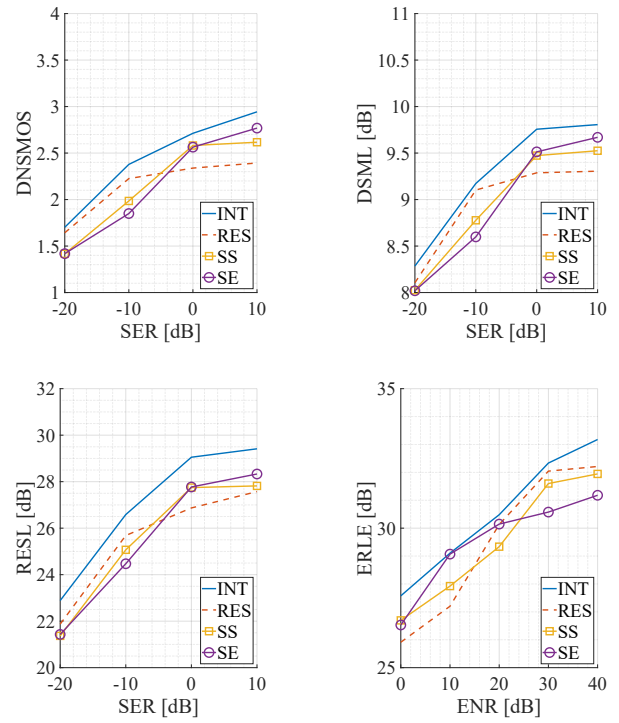 4
3.5
3
2.5
2
1.5
1
DNSMOS
-20
-10
0
10
SER [dB]
INT
RES
SS
SE
11
10.5
10
9.5
9
8.5
8
DSML [dB]
-20
-10
0
10
SER [dB]
INT
RES
SS
SE
32
30
28
26
24
22
20
RESL [dB]
-20
-10
0
10
SER [dB]
INT
RES
SS
SE
35
30
25
ERLE [dB]
0
10
20
30
40
ENR [dB]
INT
RES
SS
SE